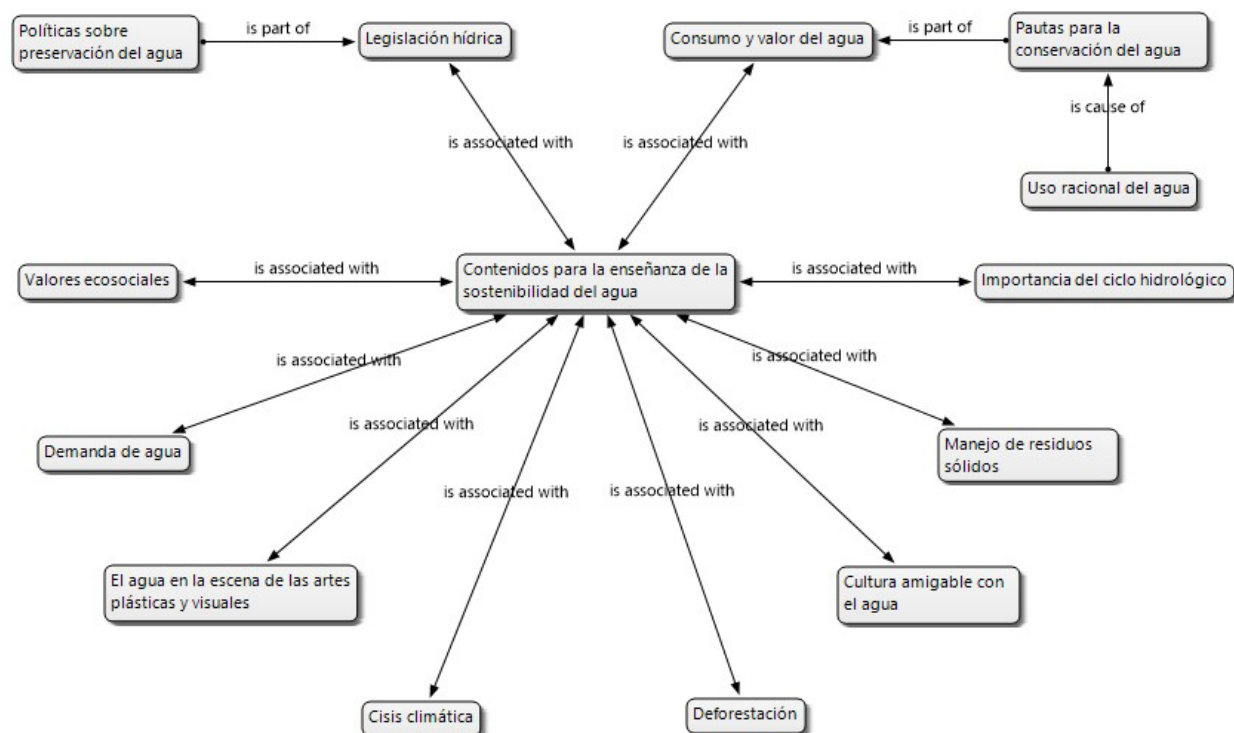 Políticas sobre
preservación del agua
is part of
Legislación hídrica
Consumo y valor del agua
is part of
Pautas para la
conservación del agua
is cause of
is associated with
is associated with
Uso racional del agua
Valores ecosociales
is associated with
Contenidos para la enseñanza de la
sostenibilidad del agua
is associated with
Importancia del ciclo hidrológico
is associated with
is associated with
is associated with
is associated with
Demanda de agua
Manejo de residuos
sólidos
is associated with
is associated with
El agua en la escena de las artes
plásticas y visuales
Cultura amigable con
el agua
Cisis climática
Deforestación